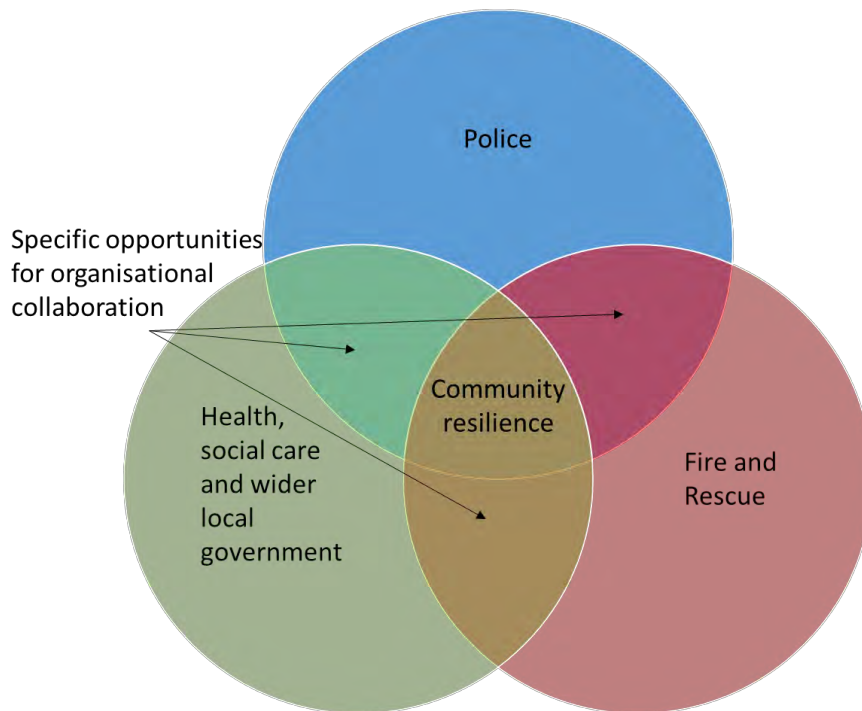 Police
Specific opportunities
for organisational
collaboration
Community
resilience
Health,
social care
and wider
local
government
Fire and
Rescue